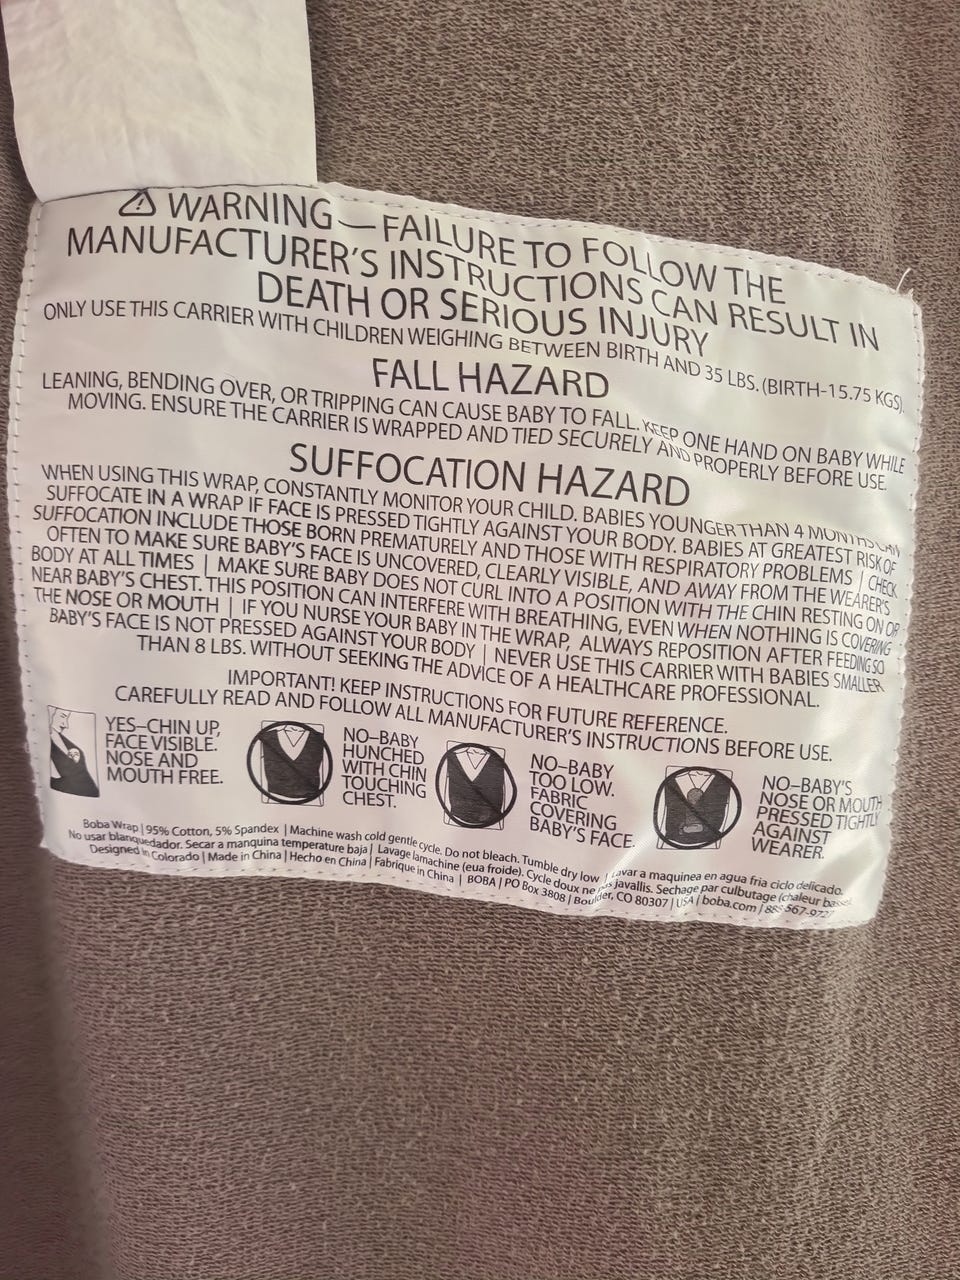 ⚠ WARNING—FAILURE TO FOLLOW THE
MANUFACTURER'S INSTRUCTIONS CAN RESULT IN
DEATH OR SERIOUS INJURY
ONLY USE THIS CARRIER WITH CHILDREN WEIGHING BETWEEN BIRTH AND 35 LBS. (BIRTH-15.75 KGS).
FALL HAZARD
LEANING, BENDING OVER, OR TRIPPING CAN CAUSE BABY TO FALL. KEEP ONE HAND ON BABY WHILE
MOVING. ENSURE THE CARRIER IS WRAPPED AND TIED SECURELY AND PROPERLY BEFORE USE.
SUFFOCATION HAZARD
WHEN USING THIS WRAP, CONSTANTLY MONITOR YOUR CHILD. BABIES YOUNGER THAN 4 MONTHS CAN
SUFFOCATE IN A WRAP IF FACE IS PRESSED TIGHTLY AGAINST YOUR BODY. BABIES AT GREATEST RISK OF
SUFFOCATION INCLUDE THOSE BORN PREMATURELY AND THOSE WITH RESPIRATORY PROBLEMS | CHECK
OFTEN TO MAKE SURE BABY'S FACE IS UNCOVERED, CLEARLY VISIBLE, AND AWAY FROM THE WEARER'S
BODY AT ALL TIMES | MAKE SURE BABY DOES NOT CURL INTO A POSITION WITH THE CHIN RESTING ON OR
NEAR BABY'S CHEST. THIS POSITION CAN INTERFERE WITH BREATHING, EVEN WHEN NOTHING IS COVERING
THE NOSE OR MOUTH | IF YOU NURSE YOUR BABY IN THE WRAP, ALWAYS REPOSITION AFTER FEEDING SO
BABY'S FACE IS NOT PRESSED AGAINST YOUR BODY | NEVER USE THIS CARRIER WITH BABIES SMALLER
THAN 8 LBS. WITHOUT SEEKING THE ADVICE OF A HEALTHCARE PROFESSIONAL.
IMPORTANT! KEEP INSTRUCTIONS FOR FUTURE REFERENCE.
CAREFULLY READ AND FOLLOW ALL MANUFACTURER'S INSTRUCTIONS BEFORE USE.
YES–CHIN UP,
FACE VISIBLE.
NOSE AND
MOUTH FREE.
NO–BABY
HUNCHED
WITH CHIN
TOUCHING
CHEST.
NO–BABY
TOO LOW.
FABRIC
COVERING
BABY'S FACE.
NO–BABY'S
NOSE OR MOUTH
PRESSED TIGHTLY
AGAINST
WEARER.
Boba Wrap | 95% Cotton, 5% Spandex | Machine wash cold gentle cycle. Do not bleach. Tumble dry low | Lavar a maquinea en agua fria ciclo delicado.
No usar blanquedador. Secar a manquina temperature baja | Lavage lamachine (eua froide). Cycle doux ne pas javallis. Sechage par culbutage (chaleur basse).
Designed in Colorado | Made in China | Hecho en China | Fabrique in China | BOBA | PO Box 3808 | Boulder, CO 80307 | USA | boba.com |